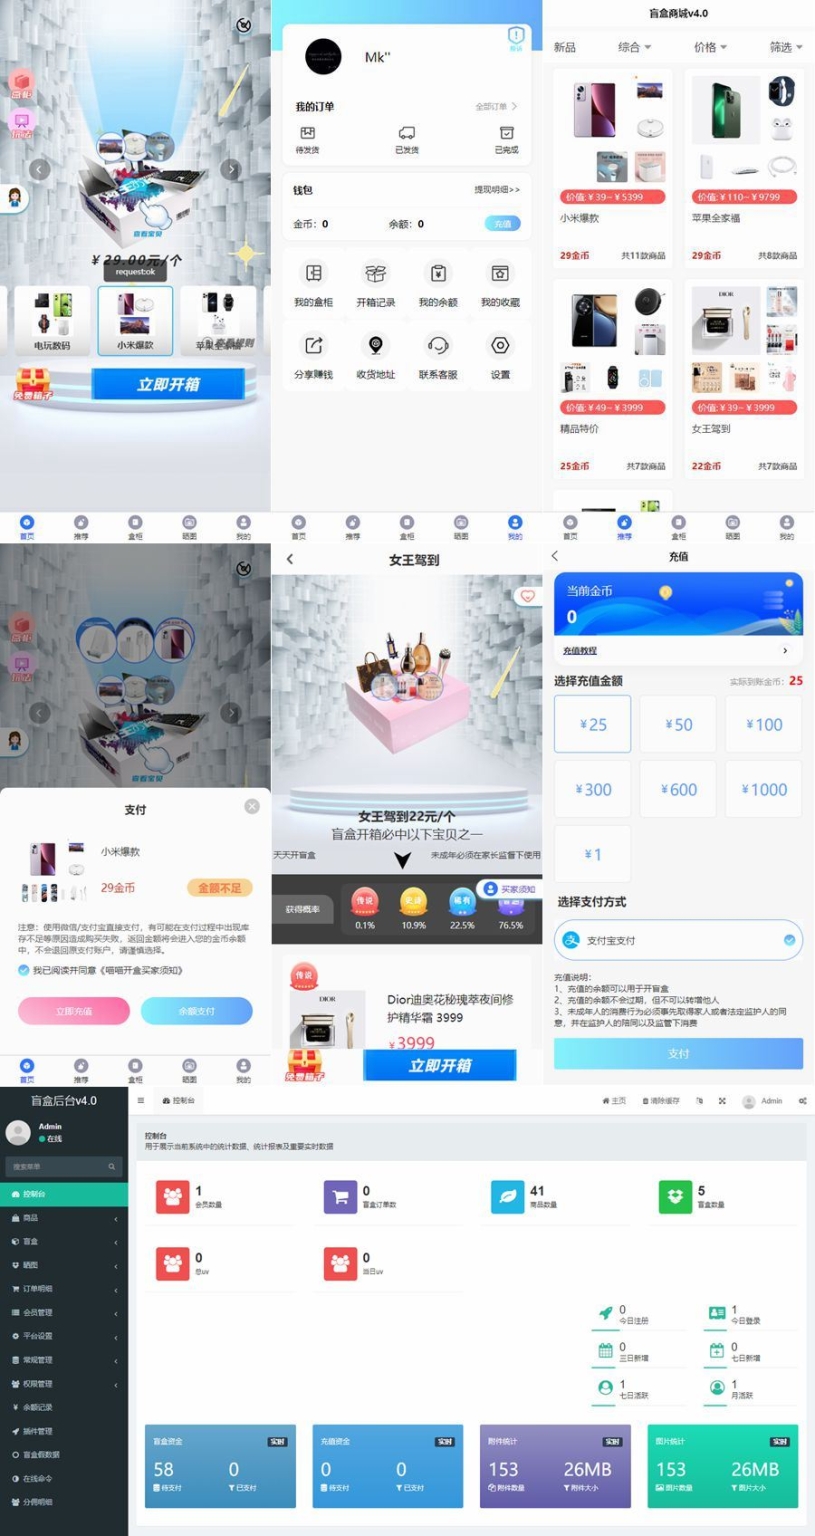 ¥29.00元/个
request:ok
电玩数码
小米爆款
苹果全家福
查看规则
查看宝贝
免费箱子
立即开箱
首页
推荐
盒柜
晒图
我的
Mk''
我的订单
全部订单
待发货
已发货
已完成
钱包
提现明细>>
金币：0
余额：0
充值
我的盒柜
开箱记录
我的余额
我的收藏
分享赚钱
收货地址
联系客服
设置
首页
推荐
盒柜
晒图
我的
盲盒商城v4.0
新品
综合
价格
筛选
价值:￥39~￥5399
小米爆款
29金币
共11款商品
价值:￥110~￥9799
苹果全家福
29金币
共8款商品
价值:￥49~￥3999
精品特价
25金币
共7款商品
DIOR
价值:￥39~￥3999
女王驾到
22金币
共7款商品
首页
推荐
盒柜
晒图
我的
查看宝贝
支付
小米爆款
29金币
金额不足
注意：使用微信/支付宝直接支付，有可能在支付过程中出现库
存不足等原因造成购买失败，返回金额将会进入您的金币余额
中，不会退回原支付账户，请谨慎选择。
我已阅读并同意《喵喵开盒买家须知》
立即充值
余额支付
首页
推荐
盒柜
晒图
我的
女王驾到
女王驾到22元/个
盲盒开箱必中以下宝贝之一
天天开盲盒
未成年必须在家长监督下使用
买家须知
获得概率
传说
0.1%
史诗
10.9%
稀有
22.5%
76.5%
传说
DIOR
Dior迪奥花秘瑰萃夜间修
护精华霜 3999
￥3999
免费箱子
立即开箱
充值
当前金币
0
充值教程
选择充值金额
实际到账金币：25
￥25
￥50
￥100
￥300
￥600
￥1000
￥1
选择支付方式
支付宝支付
充值说明：
1、充值的余额可以用于开盲盒
2、充值的余额不会过期，但不可以转增他人
3、未成年人的消费行为必须事先取得家人或者法定监护人的同
意，并在监护人的陪同以及监管下消费
支付
盲盒后台v4.0
控制台
主页
清除缓存
Admin
Admin
在线
搜索菜单
控制台
商品
盲盒
晒图
订单明细
会员管理
平台设置
常规管理
权限管理
余额记录
插件管理
盲盒假数据
在线命令
分佣明细
控制台
用于展示当前系统中的统计数据、统计报表及重要实时数据
1
会员数量
0
盲盒订单数
41
商品数量
5
盲盒数量
0
总uv
0
当日uv
0
今日注册
1
今日登录
0
三日新增
0
七日新增
1
七日活跃
1
月活跃
盲盒资金
实时
58
待支付
0
已支付
充值资金
实时
0
待支付
0
已支付
附件统计
实时
153
附件数量
26MB
附件大小
图片统计
实时
153
图片数量
26MB
图片大小